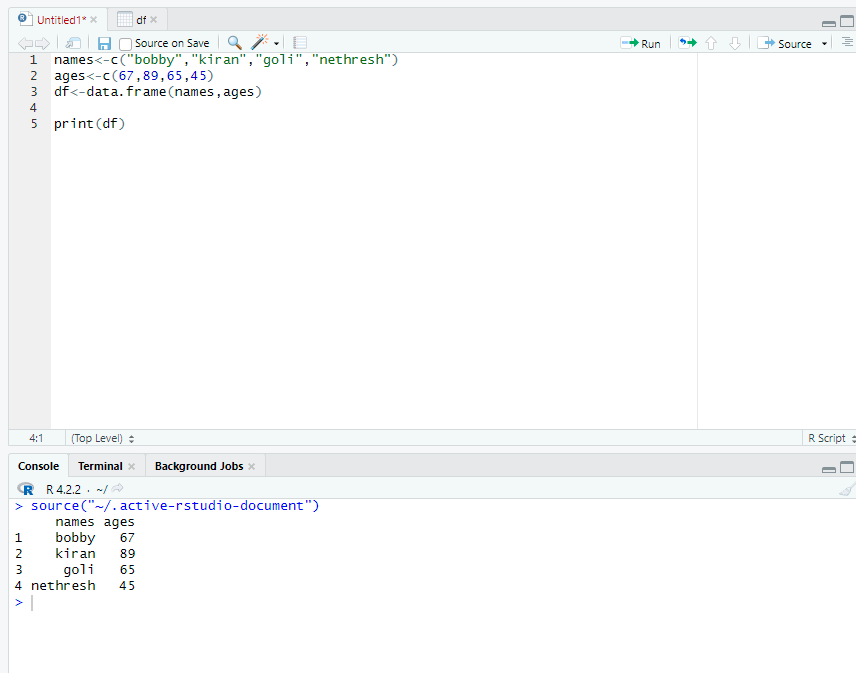 Untitled1* df
Source on Save Run Source
1 names<-c("bobby","kiran","goli","nethresh")
2 ages<-c(67,89,65,45)
3 df<-data.frame(names,ages)
4
5 print(df)
4:1 (Top Level) R Script
Console Terminal Background Jobs
R R 4.2.2 · ~/
> source("~/.active-rstudio-document")
names ages
1 bobby 67
2 kiran 89
3 goli 65
4 nethresh 45
>